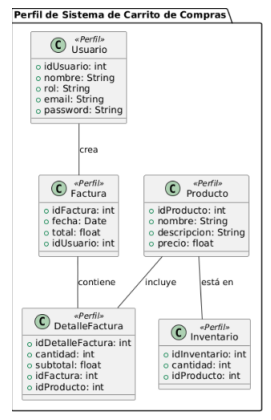 Perfil de Sistema de Carrito de Compras
C «Perfil»
Usuario
idUsuario: int
nombre: String
rol: String
email: String
password: String
crea
C «Perfil»
Factura
idFactura: int
fecha: Date
total: float
idUsuario: int
C «Perfil»
Producto
idProducto: int
nombre: String
descripcion: String
precio: float
contiene
incluye
está en
C «Perfil»
DetalleFactura
idDetalleFactura: int
cantidad: int
subtotal: float
idFactura: int
idProducto: int
C «Perfil»
Inventario
idInventario: int
cantidad: int
idProducto: int